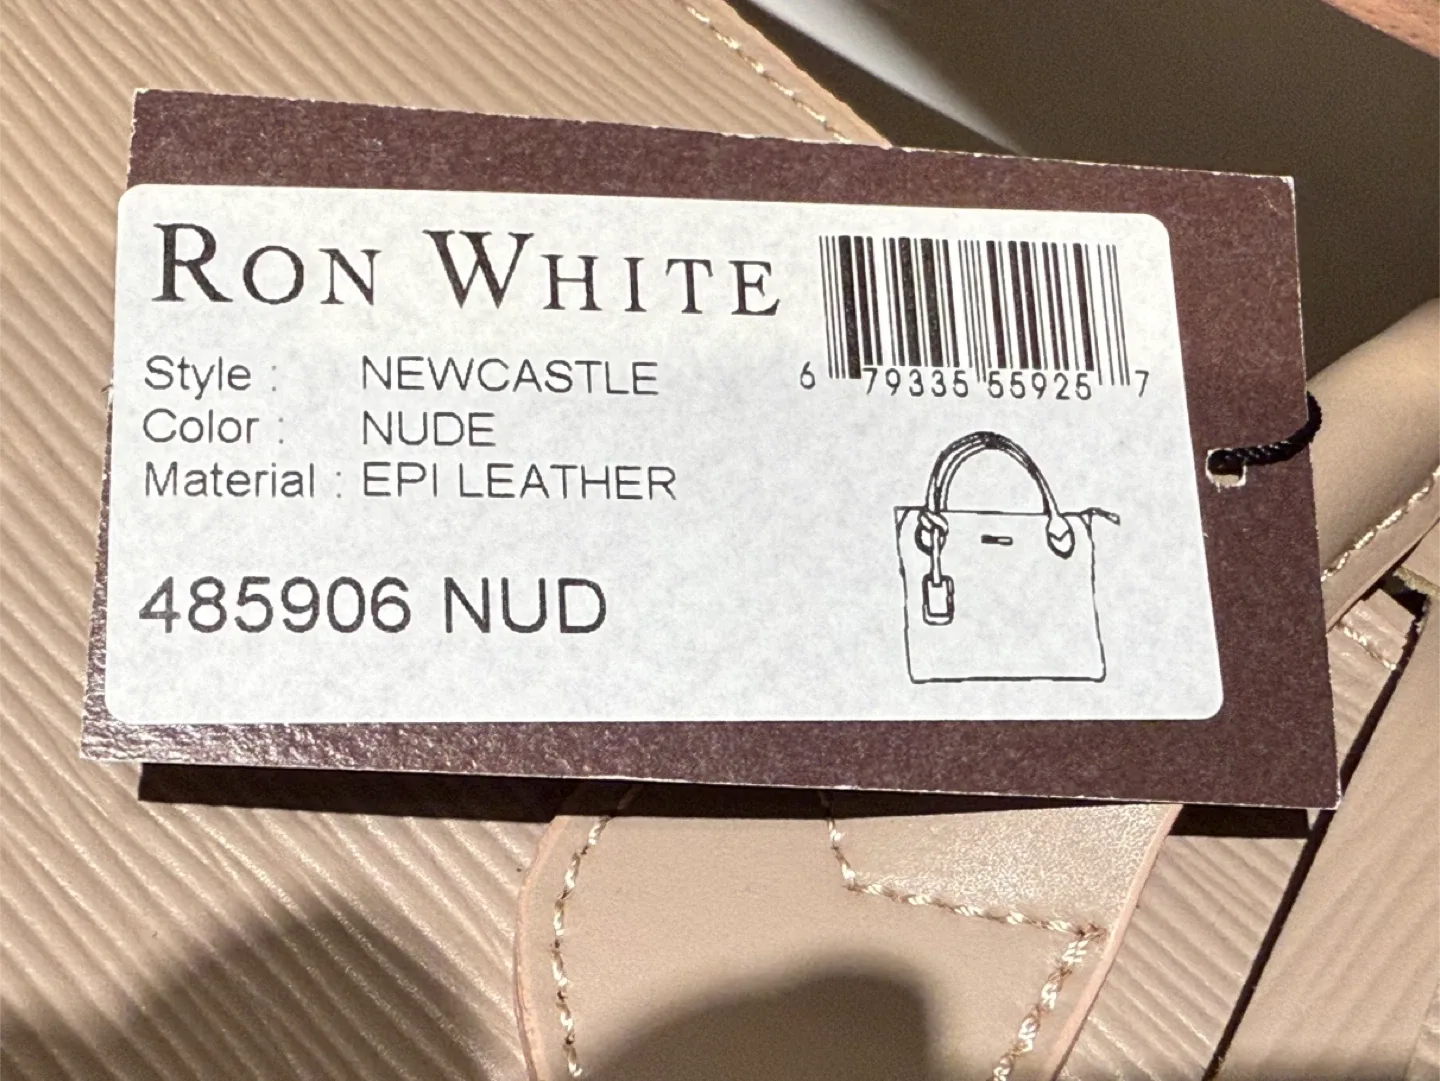 RON WHITE
Style : NEWCASTLE
Color : NUDE
Material : EPI LEATHER
485906 NUD
6 79335 55925 7